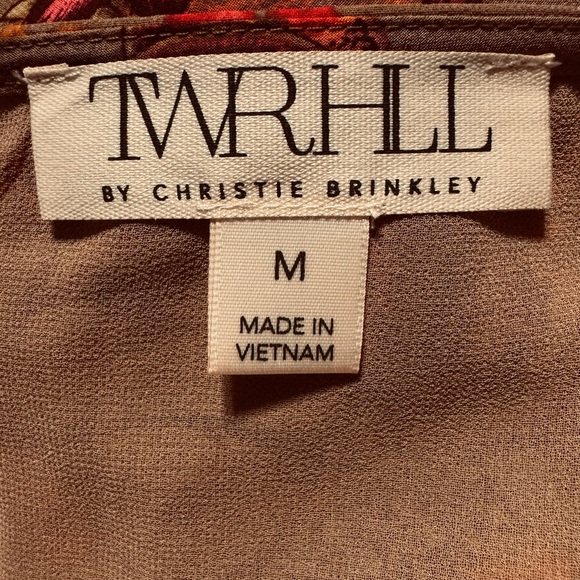 TWRHLL
BY CHRISTIE BRINKLEY
M
MADE IN
VIETNAM